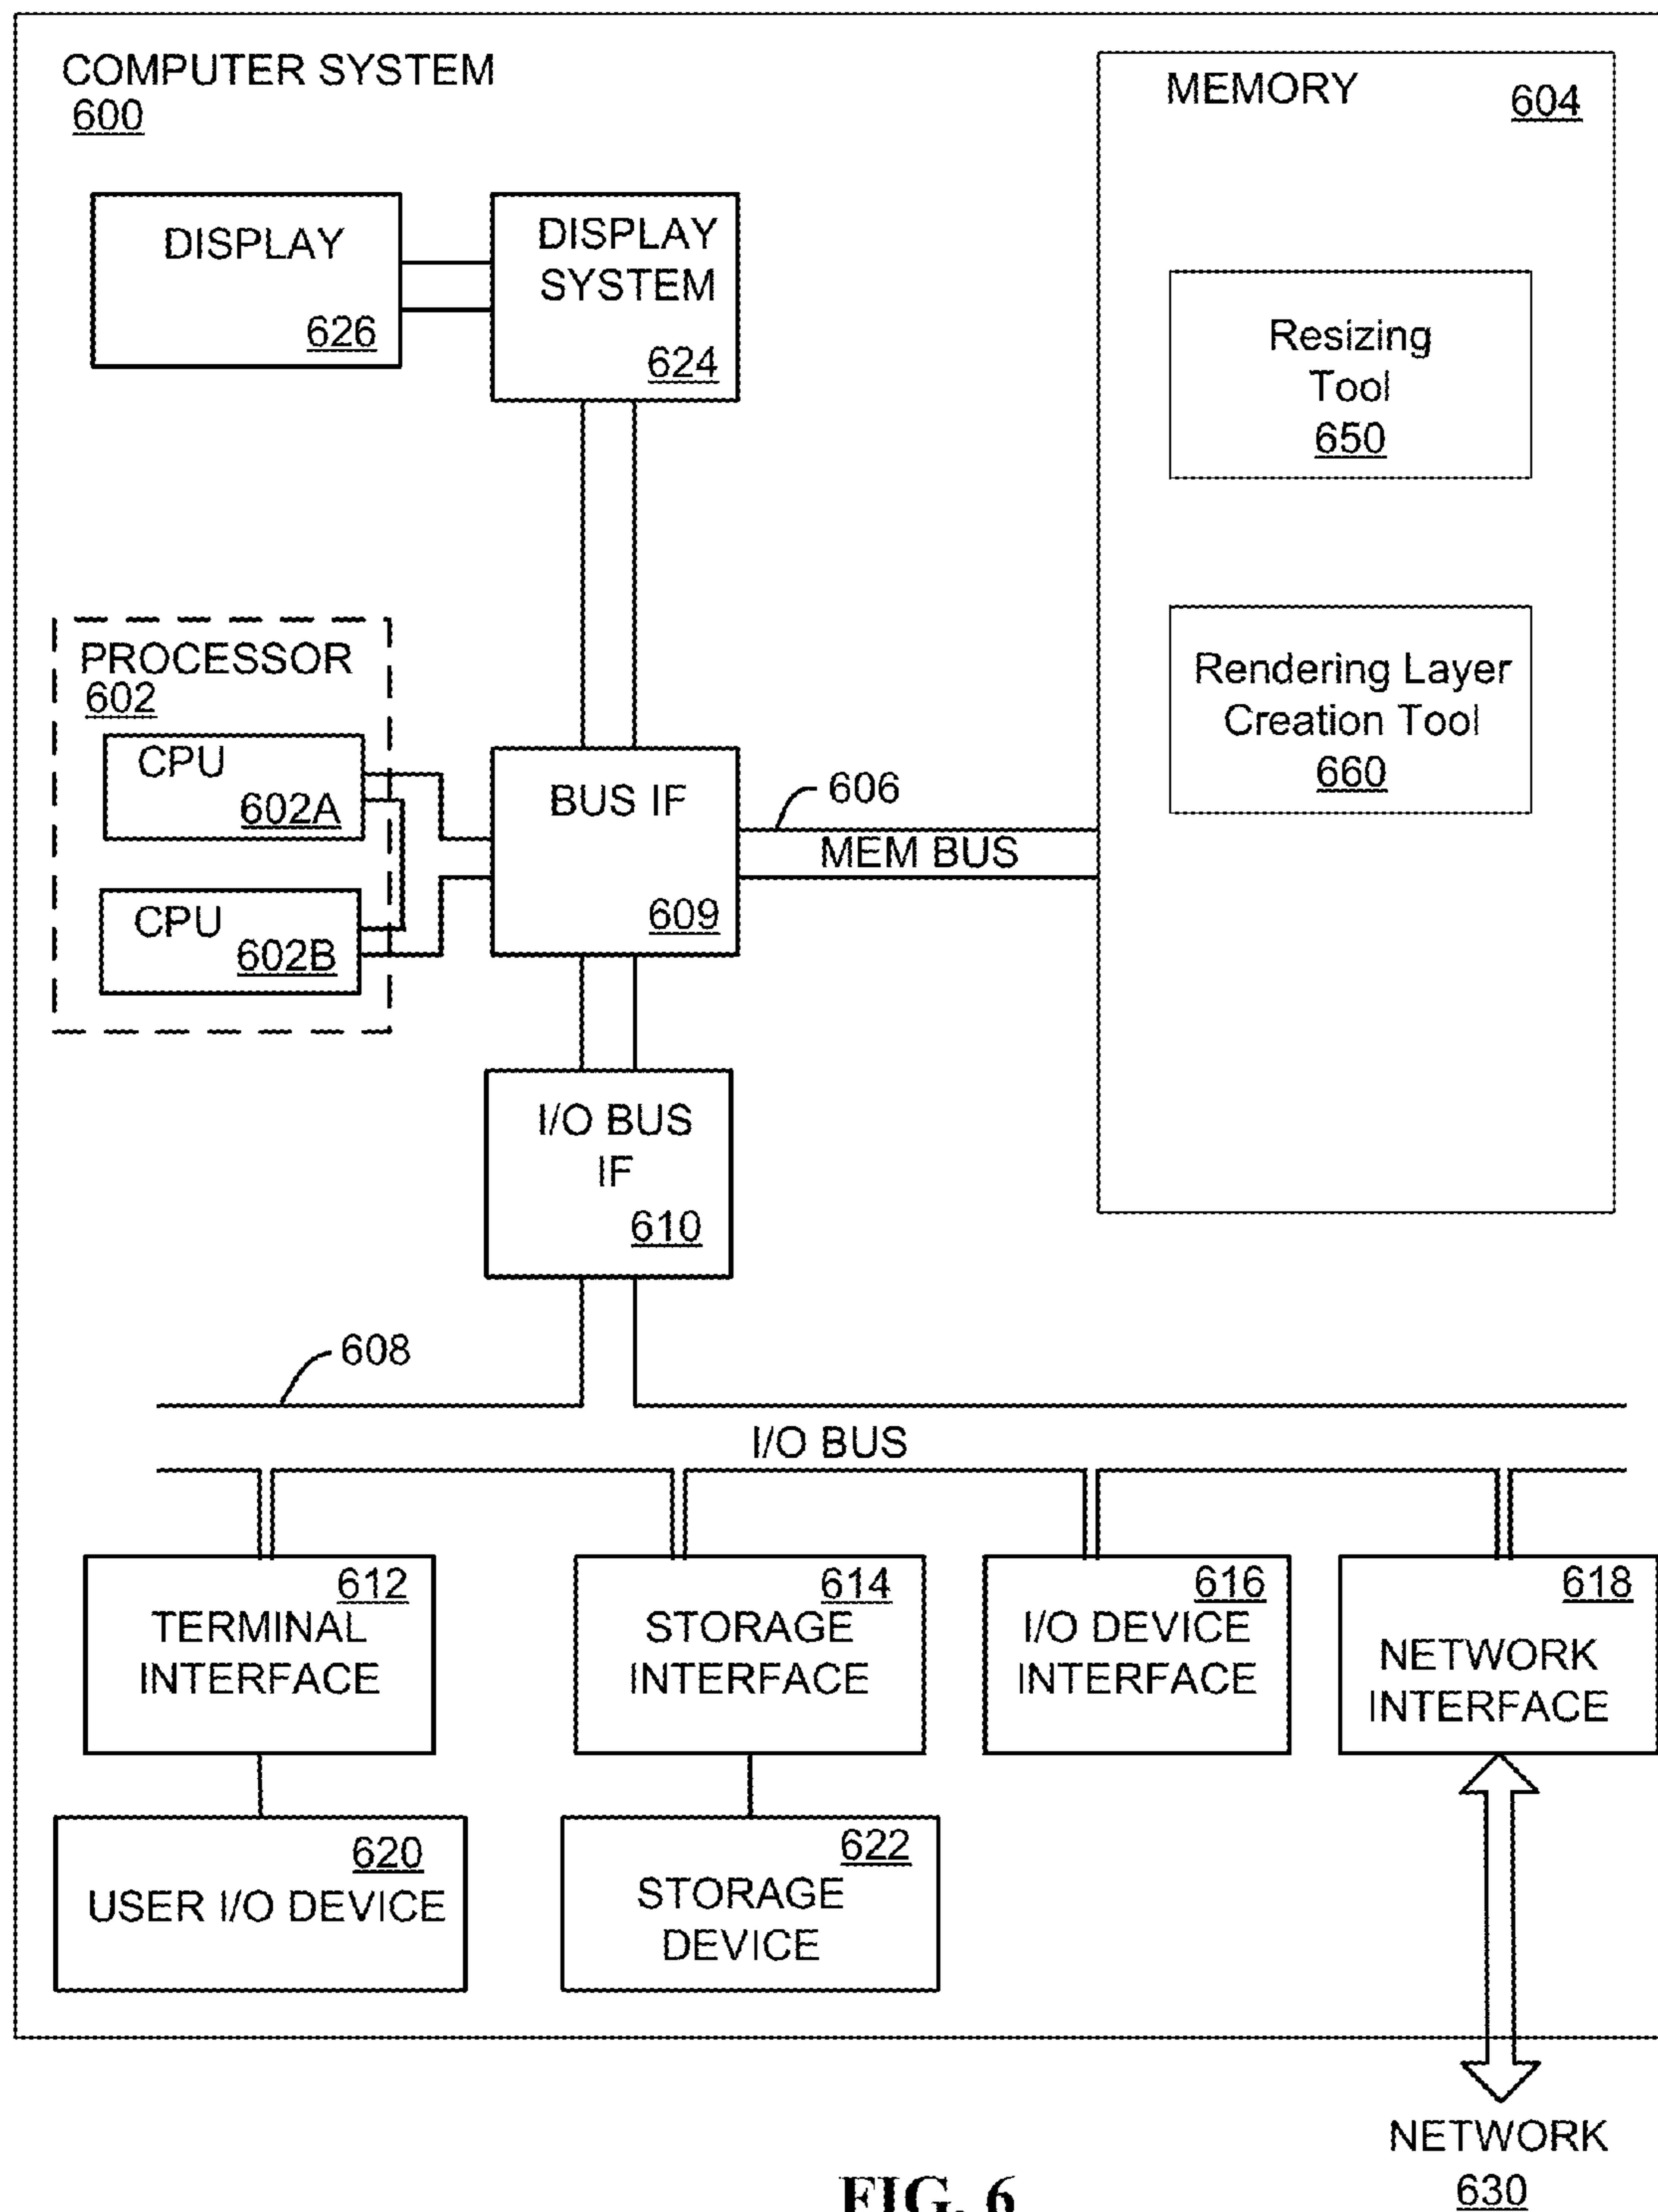 COMPUTER SYSTEM
600
MEMORY
604
DISPLAY
626
DISPLAY
SYSTEM
624
Resizing
Tool
650
Rendering Layer
Creation Tool
660
PROCESSOR
602
CPU
602A
CPU
602B
BUS IF
609
606
MEM BUS
I/O BUS
IF
610
608
I/O BUS
612
TERMINAL
INTERFACE
614
STORAGE
INTERFACE
616
I/O DEVICE
INTERFACE
618
NETWORK
INTERFACE
620
USER I/O DEVICE
622
STORAGE
DEVICE
NETWORK
630
FIG. 6